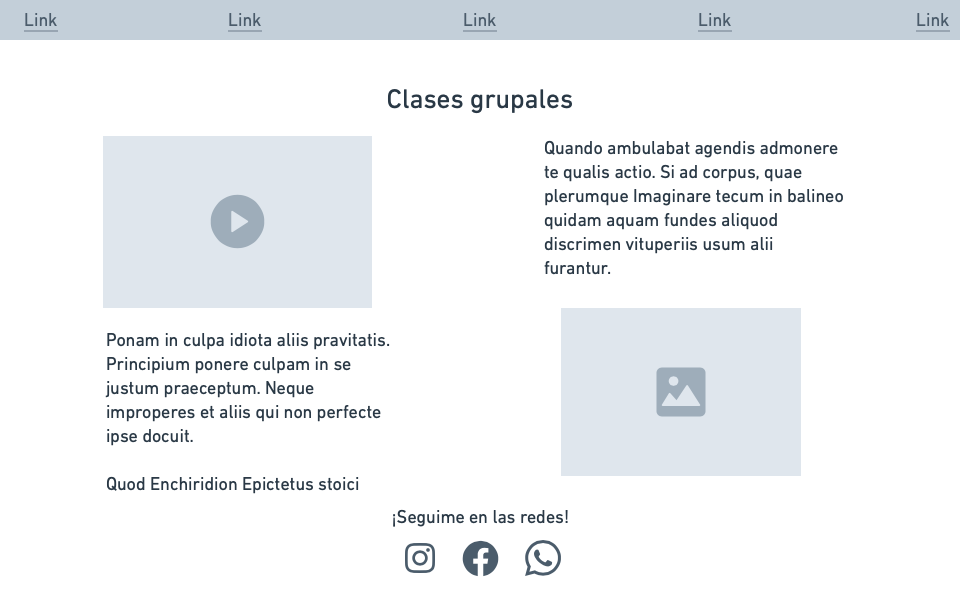 Link
Link
Link
Link
Link
Clases grupales
Quando ambulabat agendis admonere
te qualis actio. Si ad corpus, quae
plerumque Imaginare tecum in balineo
quidam aquam fundes aliquod
discrimen vituperiis usum alii
furantur.
Ponam in culpa idiota aliis pravitatis.
Principium ponere culpam in se
justum praeceptum. Neque
improperes et aliis qui non perfecte
ipse docuit.
Quod Enchiridion Epictetus stoici
¡Seguime en las redes!